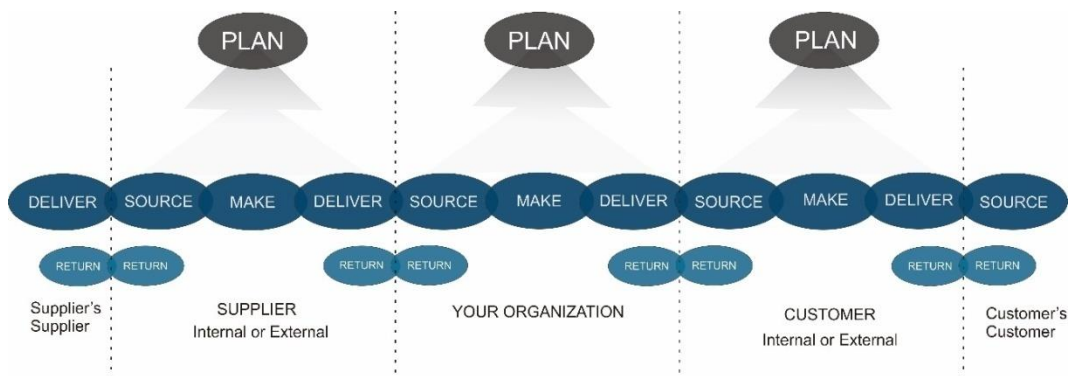 PLAN
PLAN
PLAN
DELIVER
SOURCE
MAKE
DELIVER
SOURCE
MAKE
DELIVER
SOURCE
MAKE
DELIVER
SOURCE
RETURN
RETURN
RETURN
RETURN
RETURN
RETURN
RETURN
RETURN
Supplier's
Supplier
SUPPLIER
Internal or External
YOUR ORGANIZATION
CUSTOMER
Internal or External
Customer's
Customer